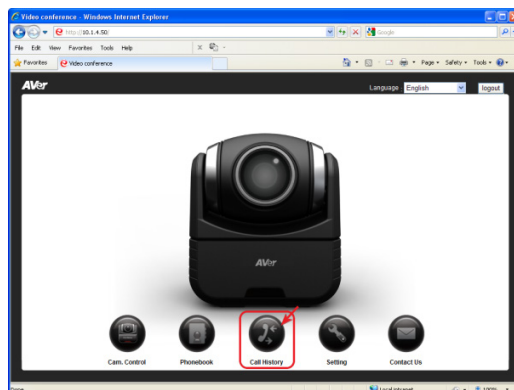 Video conference - Windows Internet Explorer
http://10.1.4.50/
Google
File Edit View Favorites Tools Help
Favorites
Video conference
Page Safety Tools
AVer
Language : English
logout
AVer
Cam. Control
Phonebook
Call History
Setting
Contact Us
Done
Local intranet
100%